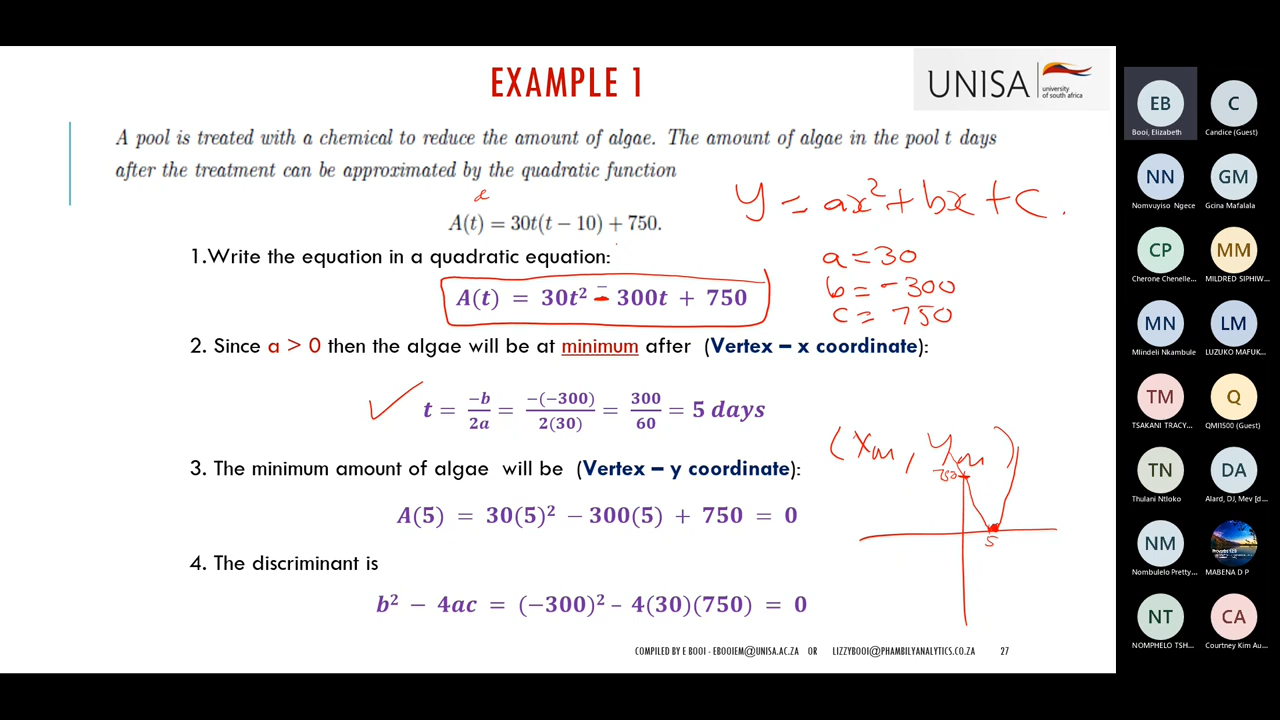 EXAMPLE 1
UNISA
university
of south africa
A pool is treated with a chemical to reduce the amount of algae. The amount of algae in the pool t days
after the treatment can be approximated by the quadratic function
A(t) = 30t(t − 10) + 750.
y = ax² + bx + c.
1.Write the equation in a quadratic equation:
a = 30
b = -300
c = 750
A(t) = 30t² - 300t + 750
2. Since a > 0 then the algae will be at minimum after (Vertex – x coordinate):
t = −b/2a = −(−300)/2(30) = 300/60 = 5 days
(xm, ym)
3. The minimum amount of algae will be (Vertex – y coordinate):
750
5
A(5) = 30(5)² − 300(5) + 750 = 0
4. The discriminant is
b² − 4ac = (−300)² – 4(30)(750) = 0
COMPILED BY E BOOI - EBOOIEM@UNISA.AC.ZA OR LIZZYBOOI@PHAMBILYANALYTICS.CO.ZA 27
EB
Booi, Elizabeth
C
Candice (Guest)
NN
Nomvuyiso Ngece
GM
Gcina Mafalala
CP
Cherone Chenelle...
MM
MILDRED SIPHIW...
MN
Mlindeli Nkambule
LM
LUZUKO MAFUK...
TM
TSAKANI TRACY...
Q
QMI1500 (Guest)
TN
Thulani Ntloko
DA
Alard, DJ, Mev [d
NM
Nombulelo Pretty...
MABENA D P
NT
NOMPHELO TSH...
CA
Courtney Kim Au...